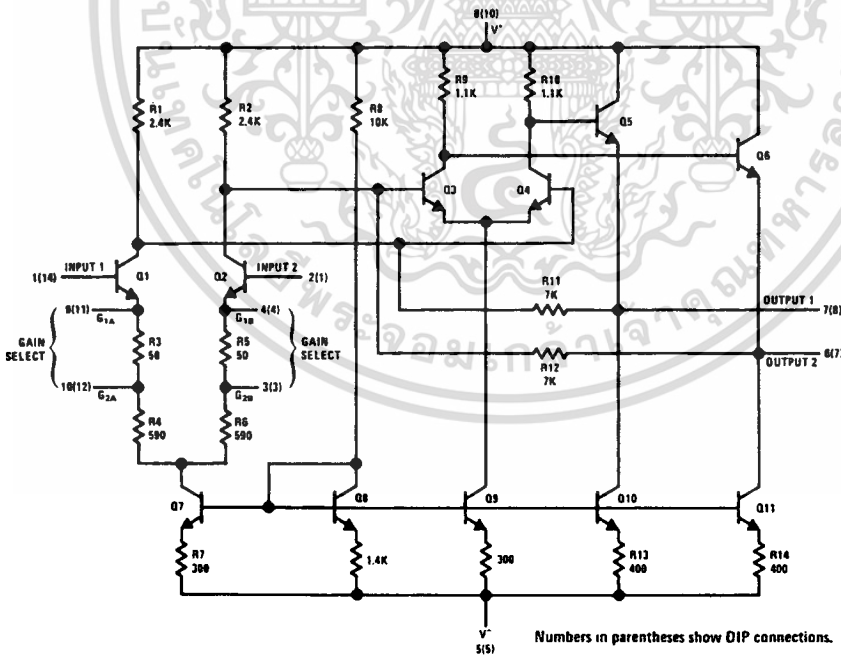 8(10)
V+
R1
2.4K
R2
2.4K
R8
10K
R9
1.1K
R10
1.1K
Q5
Q6
Q3
Q4
INPUT 1
1(14)
Q1
Q2
INPUT 2
2(1)
9(11)
G1A
4(4)
G1B
GAIN
SELECT
R3
50
R5
50
GAIN
SELECT
10(12)
G2A
3(3)
G2B
R4
590
R6
590
R11
7K
OUTPUT 1
7(8)
R12
7K
OUTPUT 2
6(7)
Q7
Q8
Q9
Q10
Q11
R7
300
1.4K
300
R13
400
R14
400
V-
5(5)
Numbers in parentheses show DIP connections.